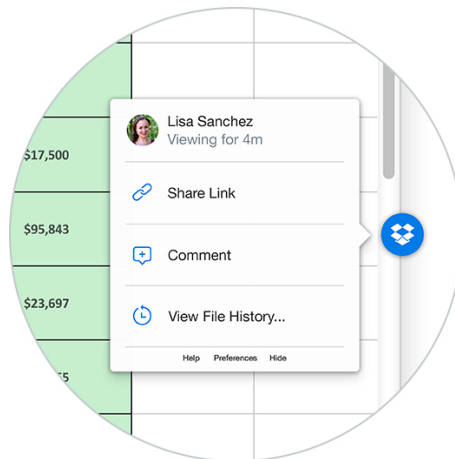 Lisa Sanchez
Viewing for 4m
$17,500
Share Link
$95,843
Comment
$23,697
View File History...
Help Preferences Hide